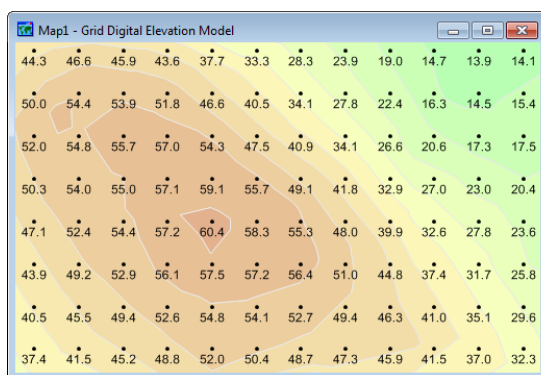 Map1 - Grid Digital Elevation Model
44.3 46.6 45.9 43.6 37.7 33.3 28.3 23.9 19.0 14.7 13.9 14.1
50.0 54.4 53.9 51.8 46.6 40.5 34.1 27.8 22.4 16.3 14.5 15.4
52.0 54.8 55.7 57.0 54.3 47.5 40.9 34.1 26.6 20.6 17.3 17.5
50.3 54.0 55.0 57.1 59.1 55.7 49.1 41.8 32.9 27.0 23.0 20.4
47.1 52.4 54.4 57.2 60.4 58.3 55.3 48.0 39.9 32.6 27.8 23.6
43.9 49.2 52.9 56.1 57.5 57.2 56.4 51.0 44.8 37.4 31.7 25.8
40.5 45.5 49.4 52.6 54.8 54.1 52.7 49.4 46.3 41.0 35.1 29.6
37.4 41.5 45.2 48.8 52.0 50.4 48.7 47.3 45.9 41.5 37.0 32.3